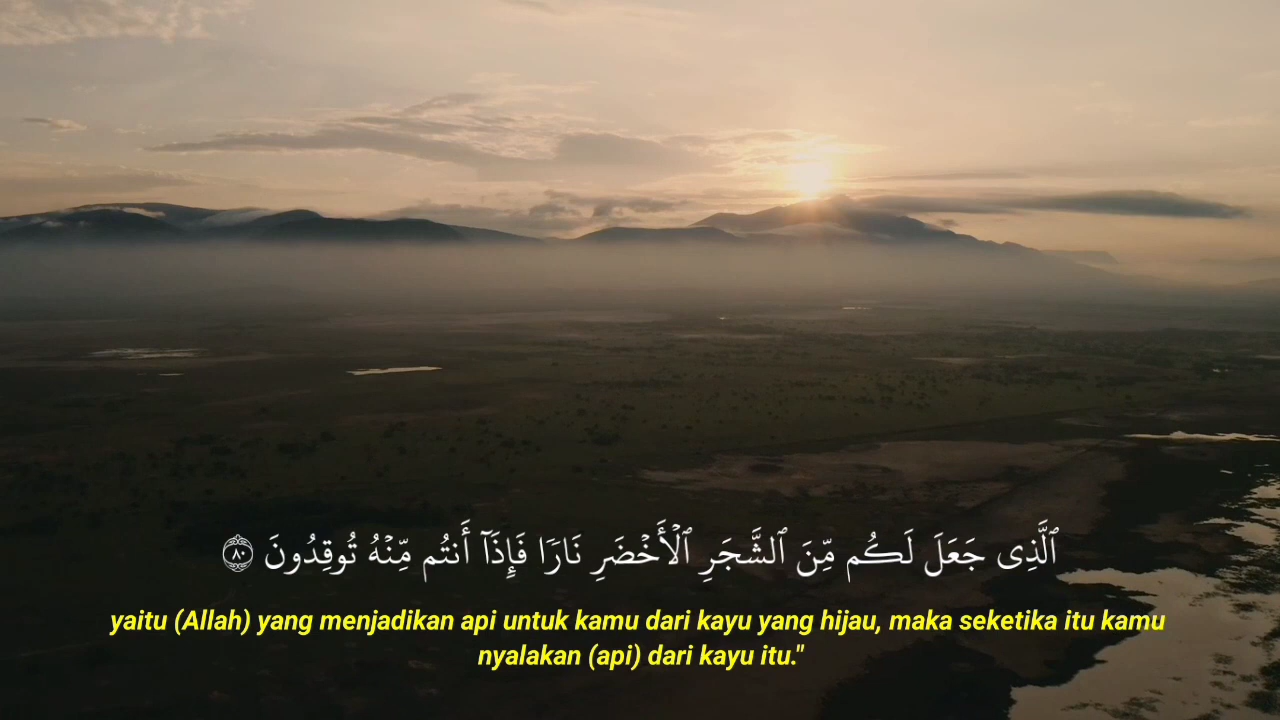 ٱلَّذِى جَعَلَ لَكُم مِّنَ ٱلشَّجَرِ ٱلْأَخْضَرِ نَارًا فَإِذَآ أَنتُم مِّنْهُ تُوقِدُونَ ٨٠
yaitu (Allah) yang menjadikan api untuk kamu dari kayu yang hijau, maka seketika itu kamu
nyalakan (api) dari kayu itu."